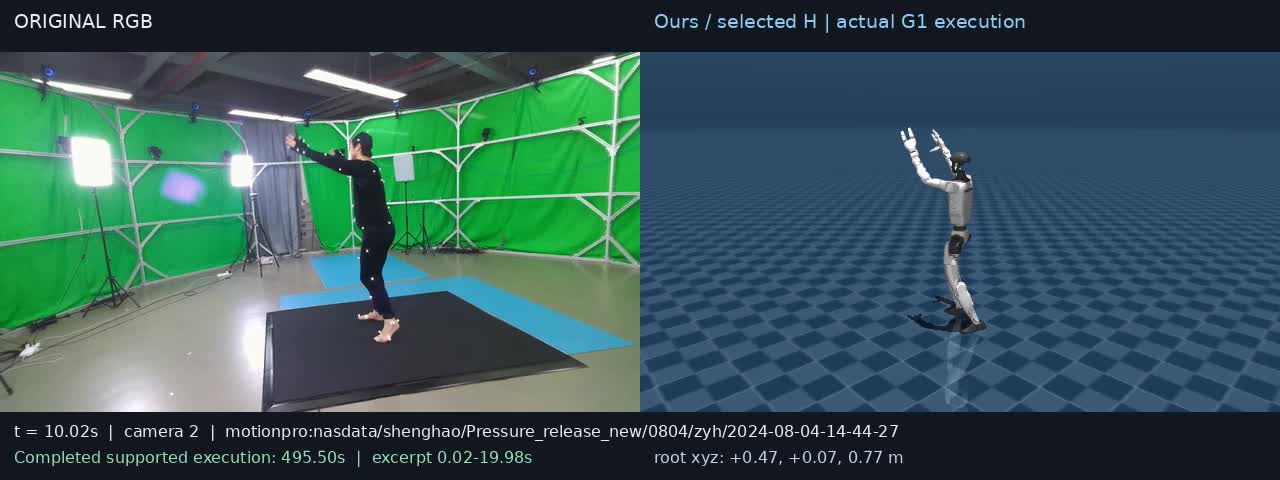 ORIGINAL RGB
Ours / selected H | actual G1 execution
t = 10.02s | camera 2 | motionpro:nasdata/shenghao/Pressure_release_new/0804/zyh/2024-08-04-14-44-27
Completed supported execution: 495.50s | excerpt 0.02-19.98s
root xyz: +0.47, +0.07, 0.77 m